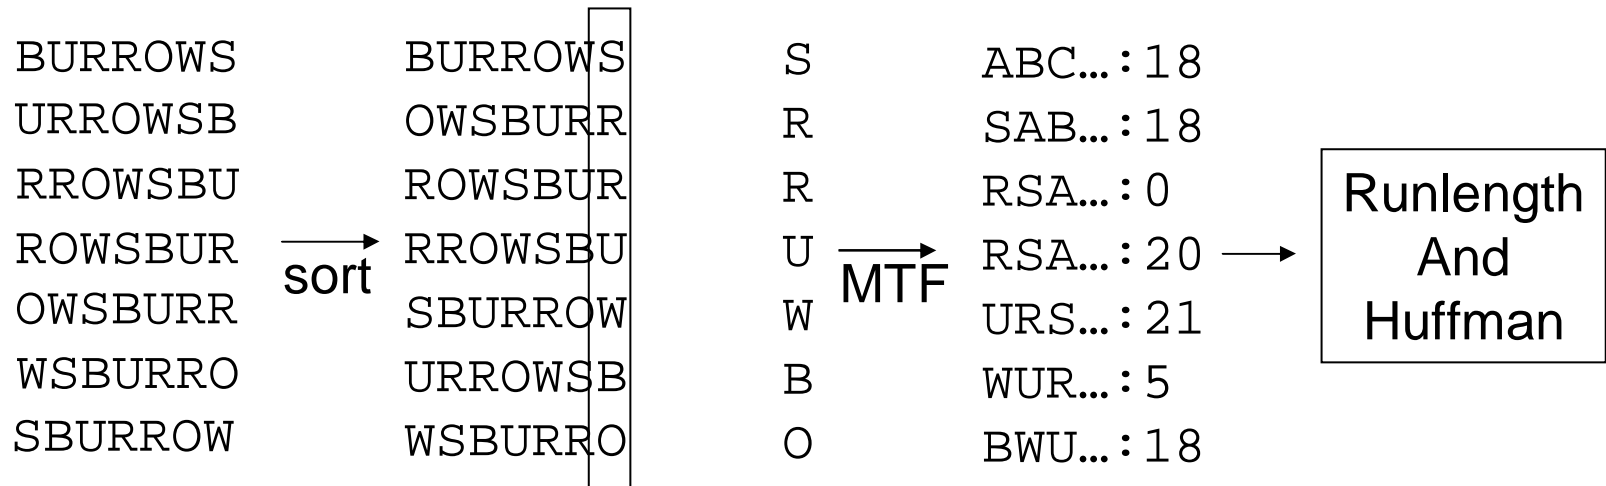 BURROWS BURROWS S ABC…:18
URROWSB OWSBURR R SAB…:18
RROWSBU ROWSBUR R RSA…:0
ROWSBUR sort RROWSBU U MTF RSA…:20
OWSBURR SBURROW W URS…:21
WSBURRO URROWSB B WUR…:5
SBURROW WSBURRO O BWU…:18
Runlength
And
Huffman